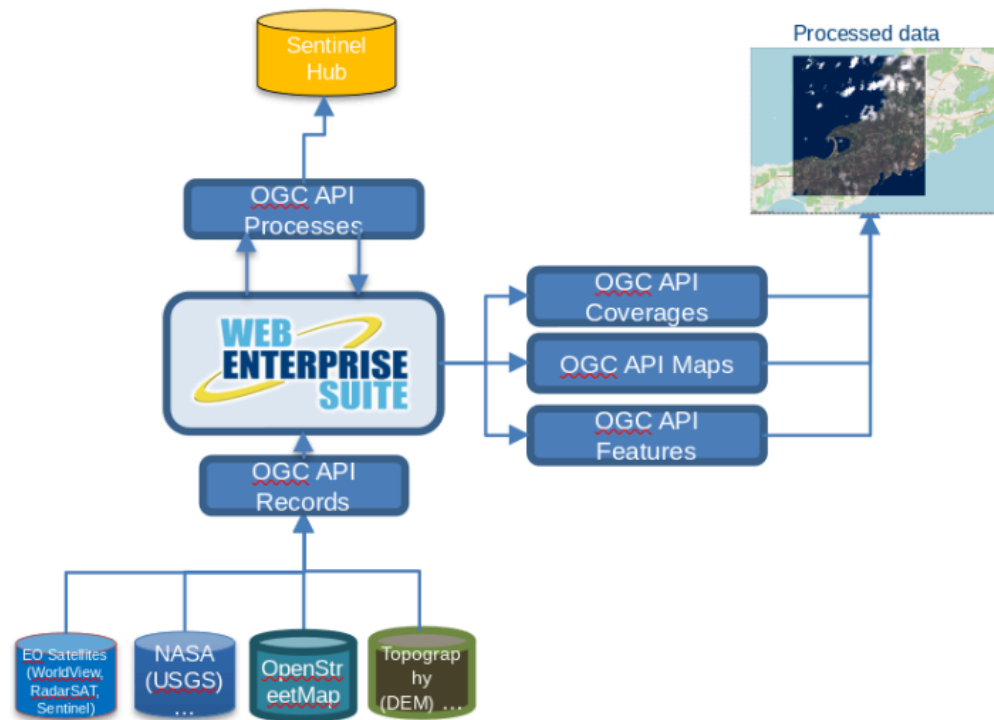 Sentinel
Hub
Processed data
OGC API
Processes
WEB
ENTERPRISE
SUITE
OGC API
Coverages
OGC API Maps
OGC API
Features
OGC API
Records
EO Satellites
(WorldView,
RadarSAT,
Sentinel)
NASA
(USGS)
...
OpenStr
eetMap
Topograp
hy
(DEM) ...